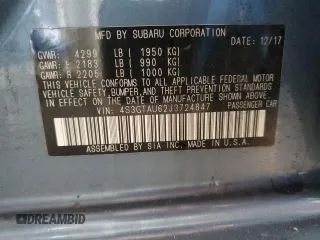 MFD BY SUBARU CORPORATION
DATE: 12/17
GVWR: 4299 LB ( 1950 KG)
GAWR: F 2183 LB ( 990 KG)
GAWR: R 2205 LB ( 1000 KG)
THIS VEHICLE CONFORMS TO ALL APPLICABLE FEDERAL MOTOR
VEHICLE SAFETY, BUMPER, AND THEFT PREVENTION STANDARDS
IN EFFECT ON THE DATE OF MANUFACTURE SHOWN ABOVE.
VIN: 4S3GTAU62J3724847
PASSENGER CAR
ASSEMBLED BY SIA INC. MADE IN U.S.A.